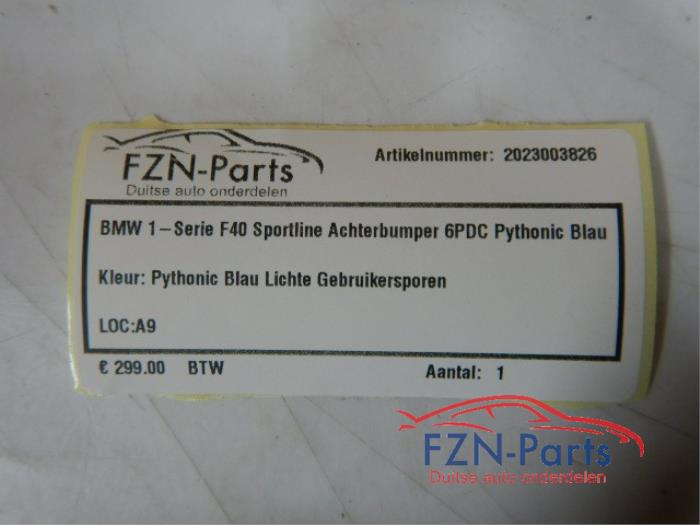 FZN-Parts
Duitse auto onderdelen
Artikelnummer: 2023003826
BMW 1-Serie F40 Sportline Achterbumper 6PDC Pythonic Blau
Kleur: Pythonic Blau Lichte Gebruikersporen
LOC:A9
€ 299.00 BTW
Aantal: 1
FZN-Parts
Duitse auto onderdelen